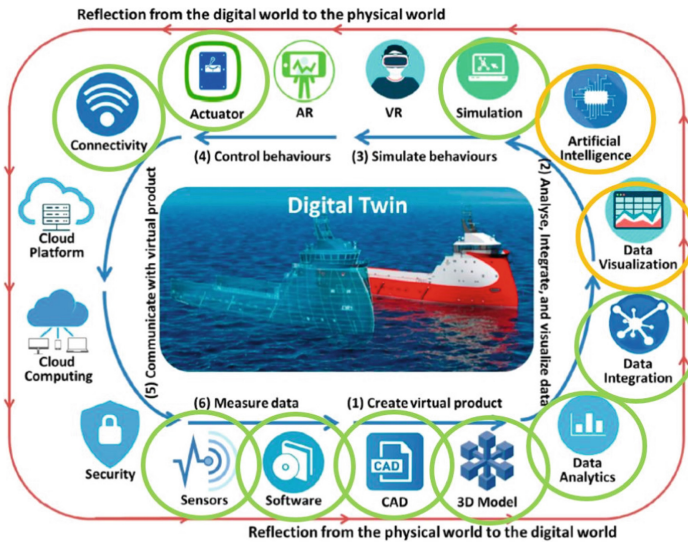 Reflection from the digital world to the physical world
Actuator
AR
VR
Simulation
Connectivity
Artificial
Intelligence
(4) Control behaviours
(3) Simulate behaviours
(2) Analyse, Integrate, and visualize data
Digital Twin
Cloud
Platform
Data
Visualization
(5) Communicate with virtual product
Cloud
Computing
Data
Integration
(6) Measure data
(1) Create virtual product
Security
Sensors
Software
CAD
CAD
3D Model
Data
Analytics
Reflection from the physical world to the digital world